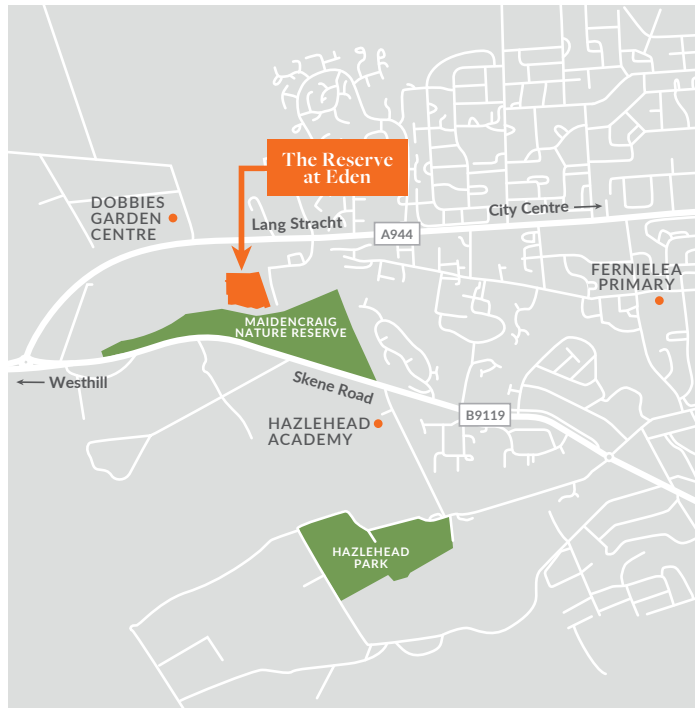 The Reserve
at Eden
DOBBIES
GARDEN
CENTRE
Lang Stracht
City Centre
A944
FERNIELEA
PRIMARY
MAIDENCRAIG
NATURE RESERVE
Westhill
Skene Road
B9119
HAZLEHEAD
ACADEMY
HAZLEHEAD
PARK